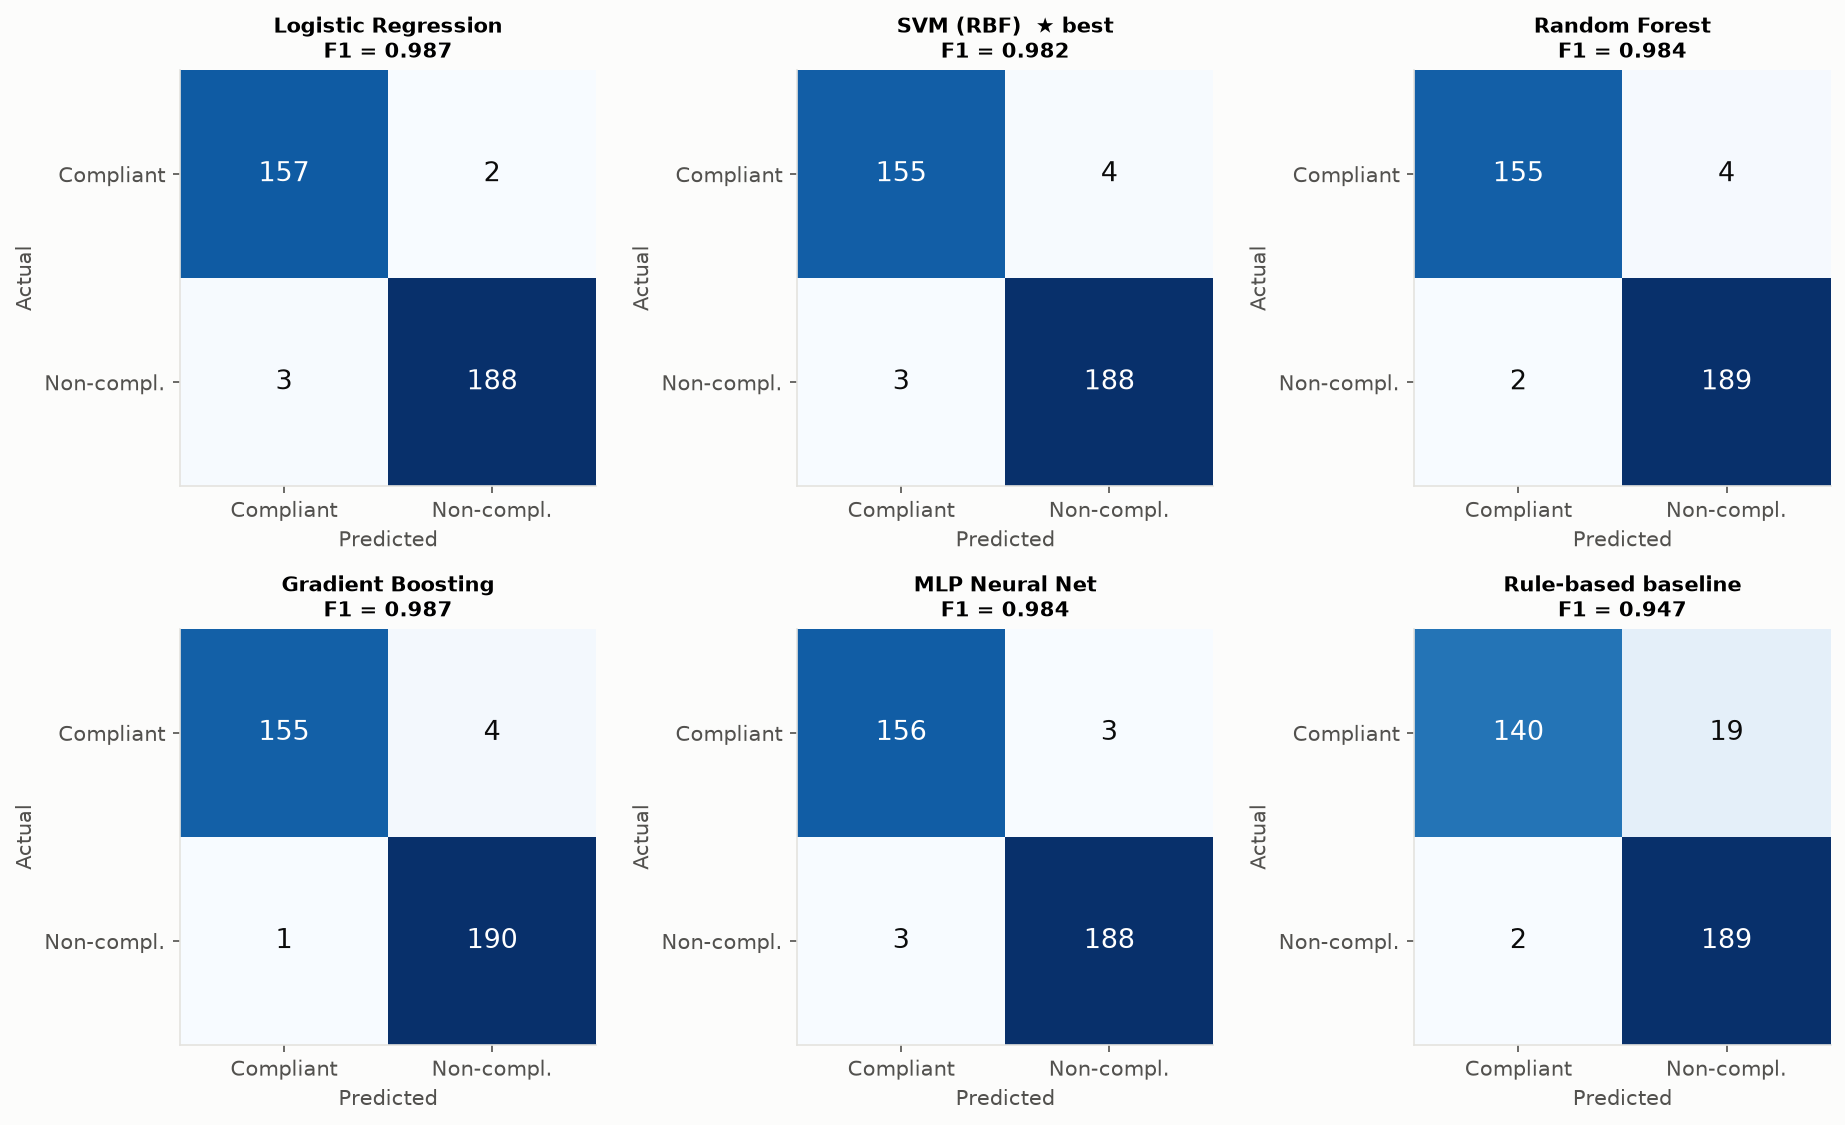 Logistic Regression
F1 = 0.987
Compliant
157
2
Non-compl.
3
188
Actual
Compliant
Non-compl.
Predicted
SVM (RBF) ★ best
F1 = 0.982
Compliant
155
4
Non-compl.
3
188
Actual
Compliant
Non-compl.
Predicted
Random Forest
F1 = 0.984
Compliant
155
4
Non-compl.
2
189
Actual
Compliant
Non-compl.
Predicted
Gradient Boosting
F1 = 0.987
Compliant
155
4
Non-compl.
1
190
Actual
Compliant
Non-compl.
Predicted
MLP Neural Net
F1 = 0.984
Compliant
156
3
Non-compl.
3
188
Actual
Compliant
Non-compl.
Predicted
Rule-based baseline
F1 = 0.947
Compliant
140
19
Non-compl.
2
189
Actual
Compliant
Non-compl.
Predicted